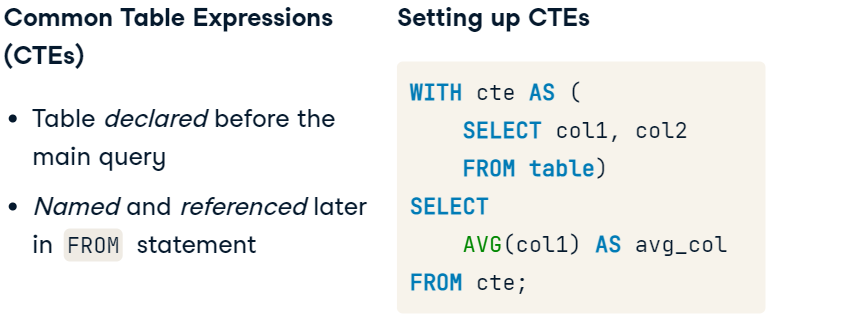 Common Table Expressions
(CTEs)
• Table declared before the
main query
• Named and referenced later
in FROM statement
Setting up CTEs
WITH cte AS (
    SELECT col1, col2
    FROM table)
SELECT
    AVG(col1) AS avg_col
FROM cte;